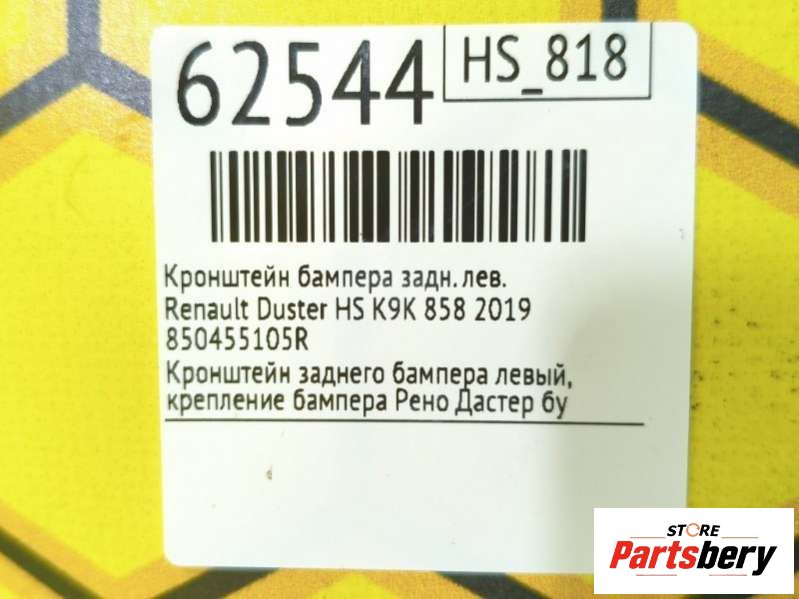 62544
HS_818
Кронштейн бампера задн. лев.
Renault Duster HS K9K 858 2019
850455105R
Кронштейн заднего бампера левый,
крепление бампера Рено Дастер бу
STORE
Partsbery